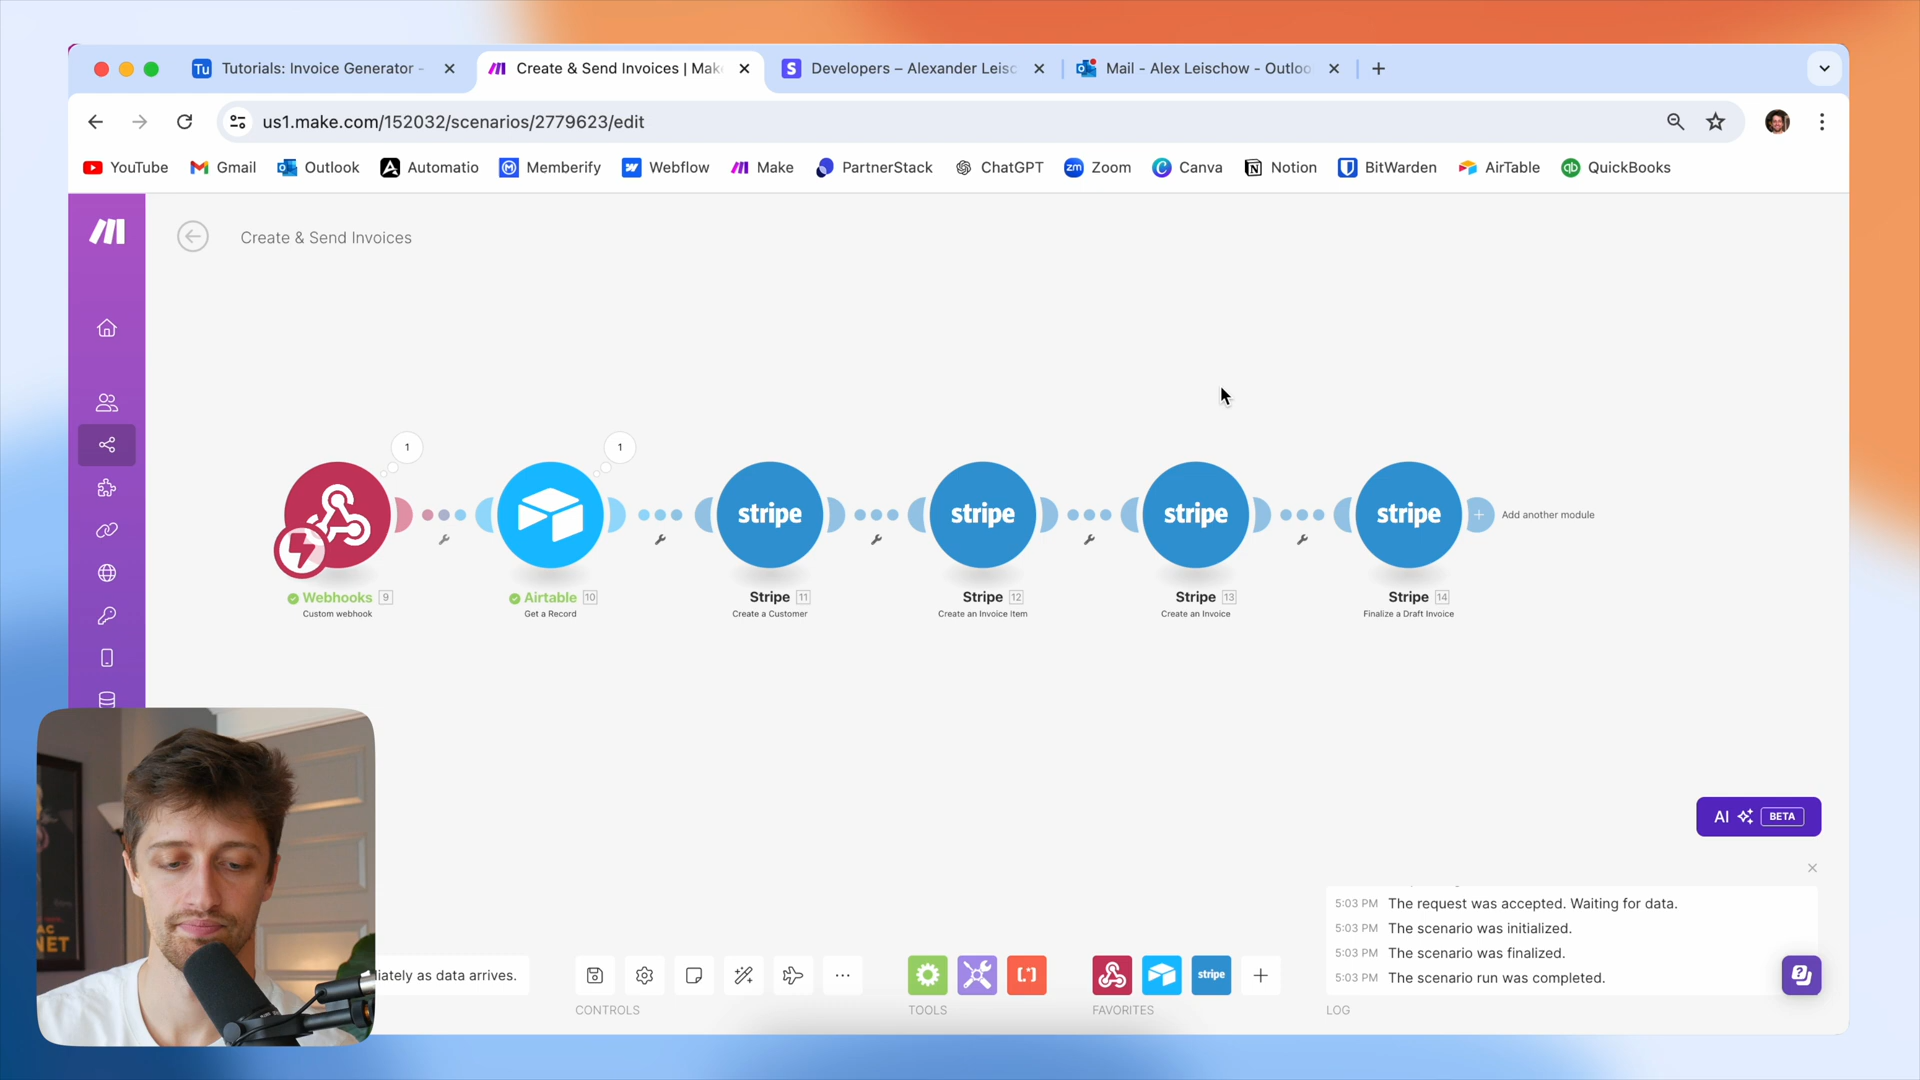 Tu Tutorials: Invoice Generator -
Create & Send Invoices | Mak
S Developers – Alexander Leisc
Mail - Alex Leischow - Outloo
us1.make.com/152032/scenarios/2779623/edit
YouTube Gmail Outlook Automatio Memberify Webflow Make PartnerStack ChatGPT zm Zoom Canva Notion BitWarden AirTable qb QuickBooks
Create & Send Invoices
1 1
stripe stripe stripe stripe
Add another module
Webhooks 9
Custom webhook
Airtable 10
Get a Record
Stripe 11
Create a Customer
Stripe 12
Create an Invoice Item
Stripe 13
Create an Invoice
Stripe 14
Finalize a Draft Invoice
AI BETA
5:03 PM The request was accepted. Waiting for data.
5:03 PM The scenario was initialized.
5:03 PM The scenario was finalized.
5:03 PM The scenario run was completed.
iately as data arrives.
stripe
CONTROLS TOOLS FAVORITES LOG
AC
NET